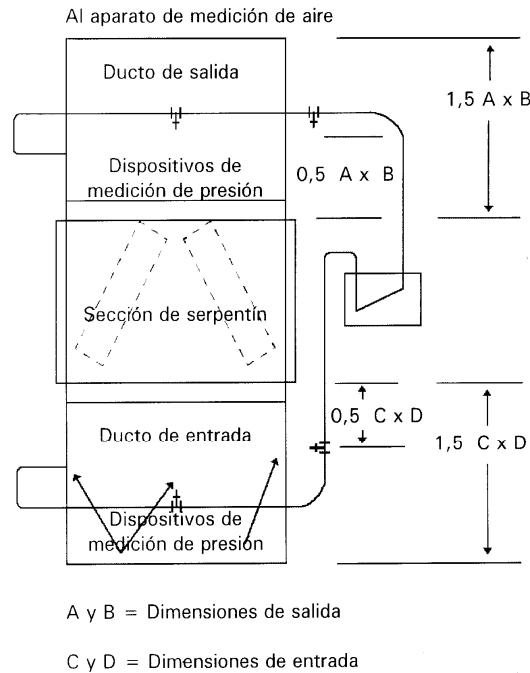 Al aparato de medición de aire
Ducto de salida
1,5 A x B
Dispositivos de
medición de presión
0,5 A x B
Sección de serpentín
0,5 C x D
Ducto de entrada
1,5 C x D
Dispositivos de
medición de presión
A y B = Dimensiones de salida
C y D = Dimensiones de entrada